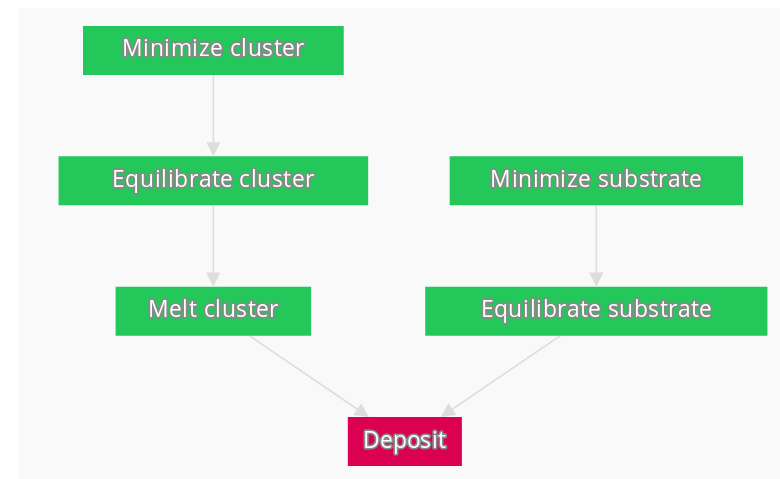 Minimize cluster
Equilibrate cluster
Minimize substrate
Melt cluster
Equilibrate substrate
Deposit